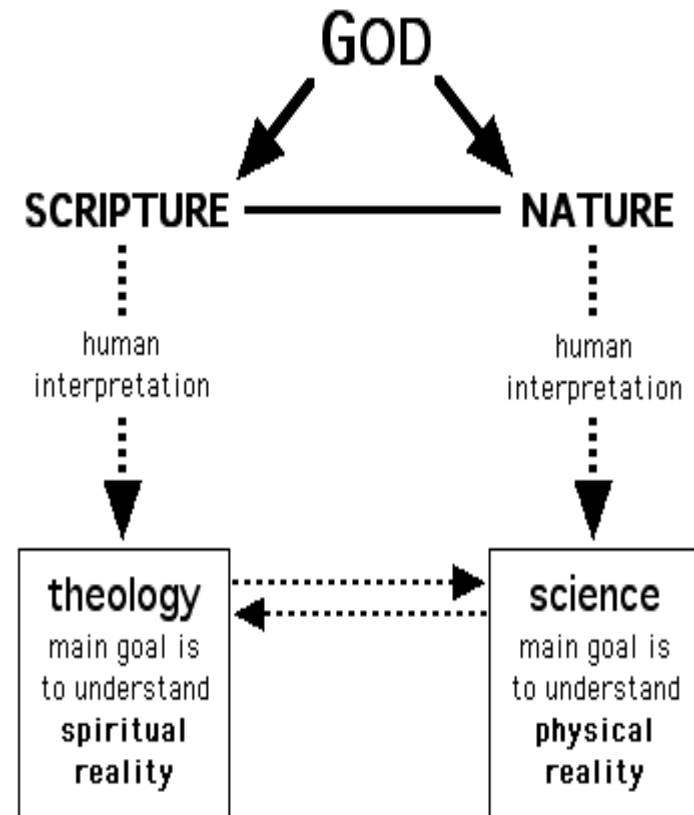 GOD
SCRIPTURE NATURE
human
interpretation
human
interpretation
theology
main goal is
to understand
spiritual
reality
science
main goal is
to understand
physical
reality